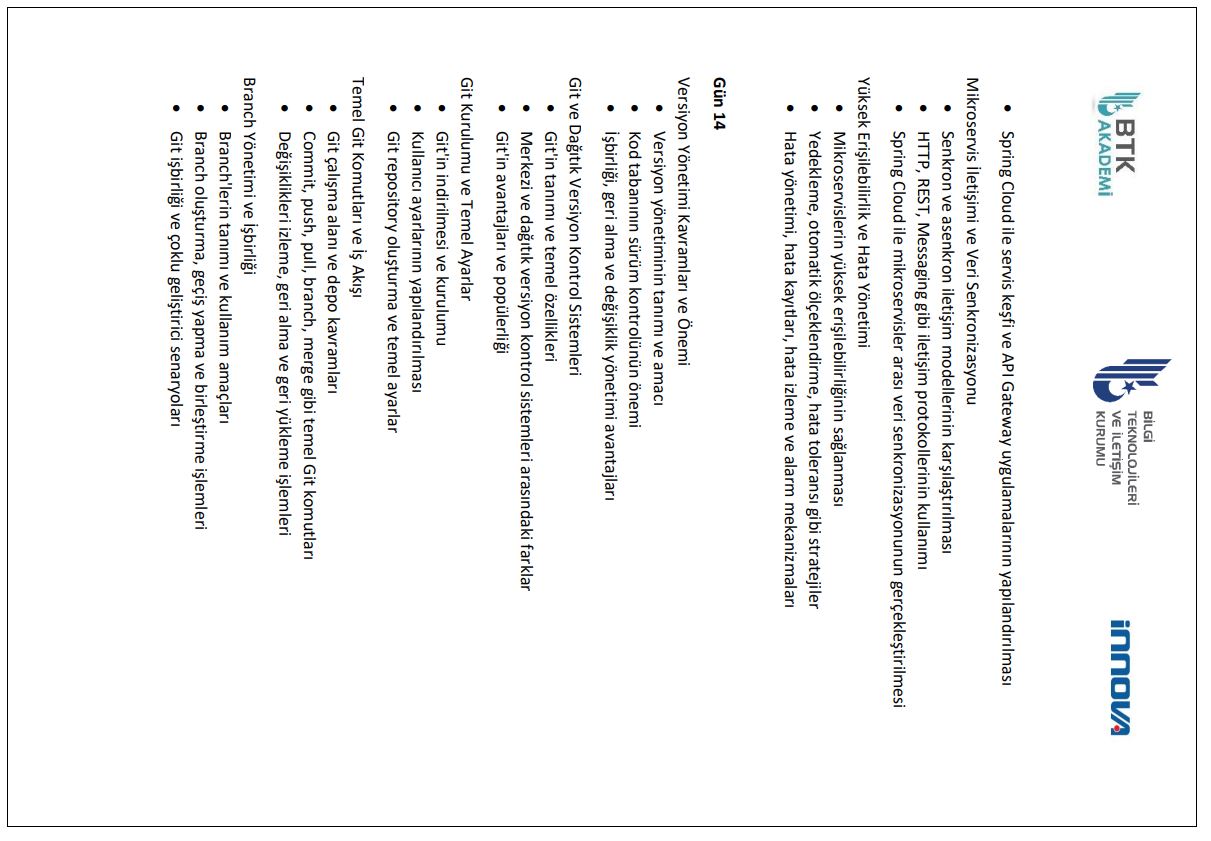 BTK
AKADEMİ
BİLGİ
TEKNOLOJİLERİ
VE İLETİŞİM
KURUMU
innova
• Spring Cloud ile servis keşfi ve API Gateway uygulamalarının yapılandırılması
Mikroservis İletişimi ve Veri Senkronizasyonu
• Senkron ve asenkron iletişim modellerinin karşılaştırılması
• HTTP, REST, Messaging gibi iletişim protokollerinin kullanımı
• Spring Cloud ile mikroservisler arası veri senkronizasyonunun gerçekleştirilmesi
Yüksek Erişilebilirlik ve Hata Yönetimi
• Mikroservislerin yüksek erişilebilirliğinin sağlanması
• Yedekleme, otomatik ölçeklendirme, hata toleransı gibi stratejiler
• Hata yönetimi, hata kayıtları, hata izleme ve alarm mekanizmaları
Gün 14
Versiyon Yönetimi Kavramları ve Önemi
• Versiyon yönetiminin tanımı ve amacı
• Kod tabanının sürüm kontrolünün önemi
• İşbirliği, geri alma ve değişiklik yönetimi avantajları
Git ve Dağıtık Versiyon Kontrol Sistemleri
• Git'in tanımı ve temel özellikleri
• Merkezi ve dağıtık versiyon kontrol sistemleri arasındaki farklar
• Git'in avantajları ve popülerliği
Git Kurulumu ve Temel Ayarlar
• Git'in indirilmesi ve kurulumu
• Kullanıcı ayarlarının yapılandırılması
• Git repository oluşturma ve temel ayarlar
Temel Git Komutları ve İş Akışı
• Git çalışma alanı ve depo kavramları
• Commit, push, pull, branch, merge gibi temel Git komutları
• Değişiklikleri izleme, geri alma ve geri yükleme işlemleri
Branch Yönetimi ve İşbirliği
• Branch'lerin tanımı ve kullanım amaçları
• Branch oluşturma, geçiş yapma ve birleştirme işlemleri
• Git işbirliği ve çoklu geliştirici senaryoları